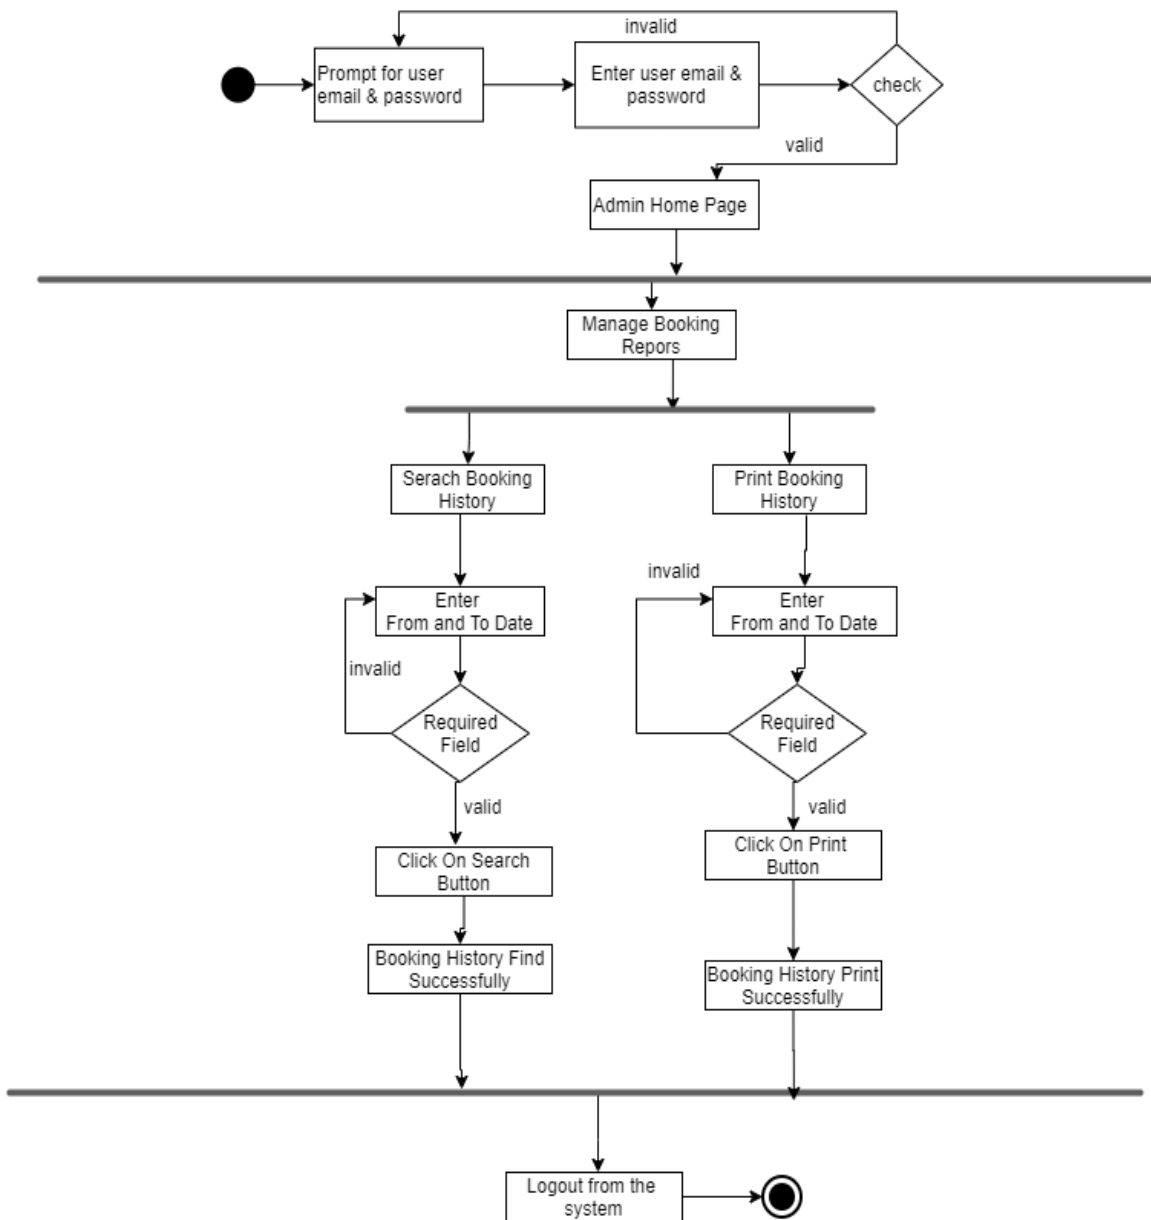 invalid
Prompt for user
email & password
Enter user email &
password
check
valid
Admin Home Page
Manage Booking
Repors
Serach Booking
History
Print Booking
History
invalid
Enter
From and To Date
Enter
From and To Date
invalid
Required
Field
Required
Field
valid
valid
Click On Search
Button
Click On Print
Button
Booking History Find
Successfully
Booking History Print
Successfully
Logout from the
system